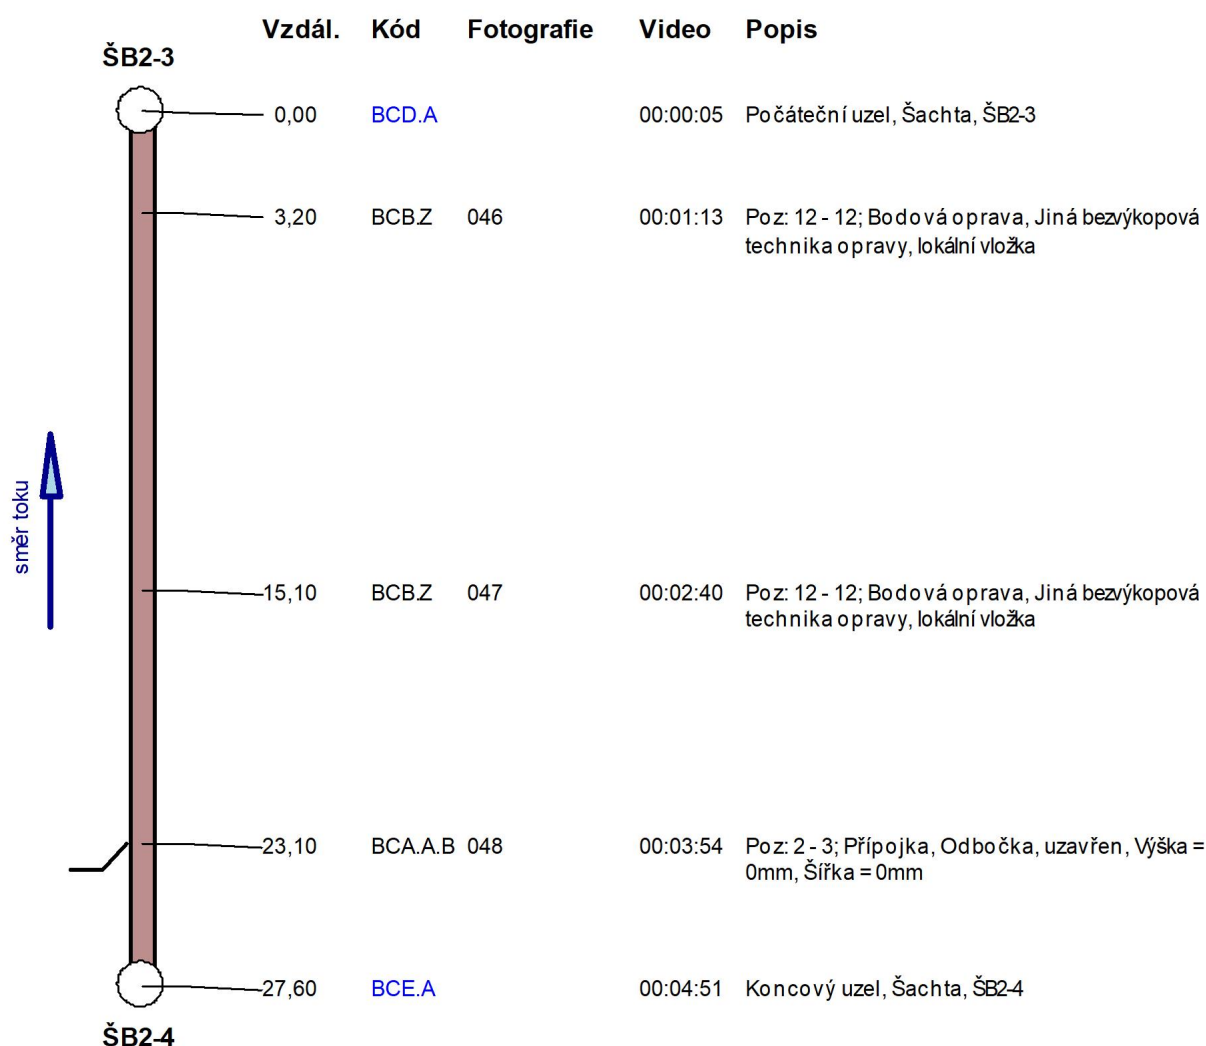 Vzdál. Kód Fotografie Video Popis
ŠB2-3
0,00 BCD.A 00:00:05 Počáteční uzel, Šachta, ŠB2-3
3,20 BCB.Z 046 00:01:13 Poz: 12 - 12; Bodová oprava, Jiná bezvýkopová
technika opravy, lokální vložka
směr toku
15,10 BCB.Z 047 00:02:40 Poz: 12 - 12; Bodová oprava, Jiná bezvýkopová
technika opravy, lokální vložka
23,10 BCA.A.B 048 00:03:54 Poz: 2 - 3; Přípojka, Odbočka, uzavřen, Výška =
0mm, Šířka = 0mm
27,60 BCE.A 00:04:51 Koncový uzel, Šachta, ŠB2-4
ŠB2-4